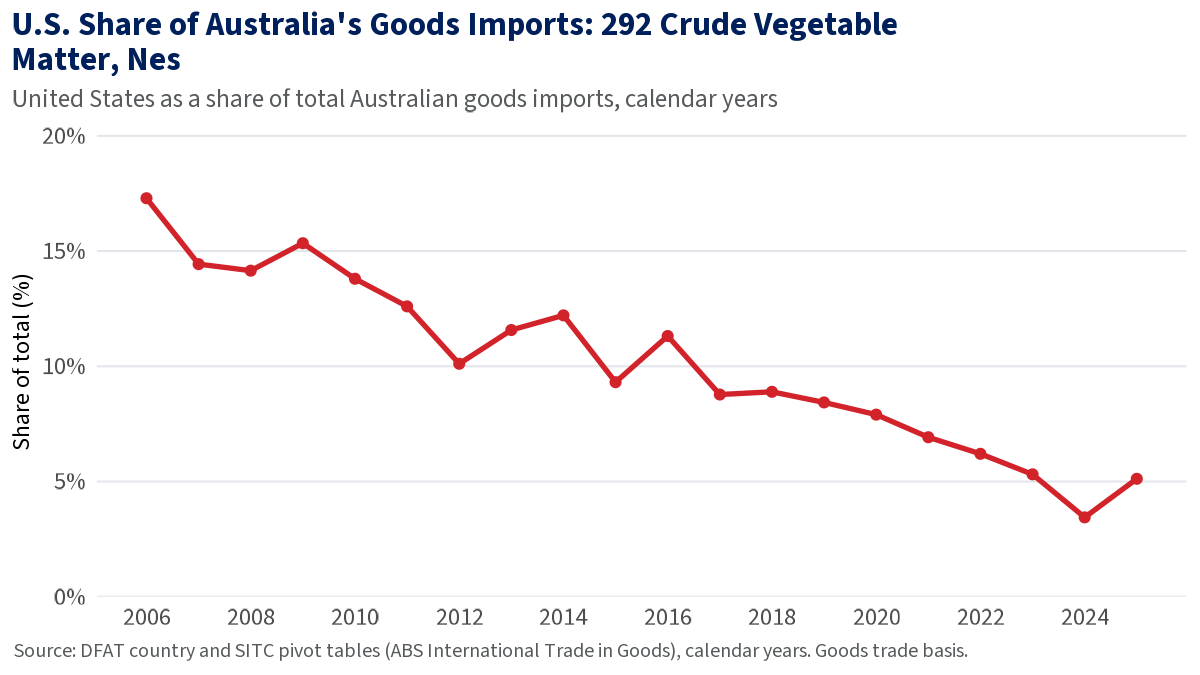 U.S. Share of Australia's Goods Imports: 292 Crude Vegetable
Matter, Nes
United States as a share of total Australian goods imports, calendar years
20%
15%
10%
5%
0%
Share of total (%)
2006 2008 2010 2012 2014 2016 2018 2020 2022 2024
Source: DFAT country and SITC pivot tables (ABS International Trade in Goods), calendar years. Goods trade basis.